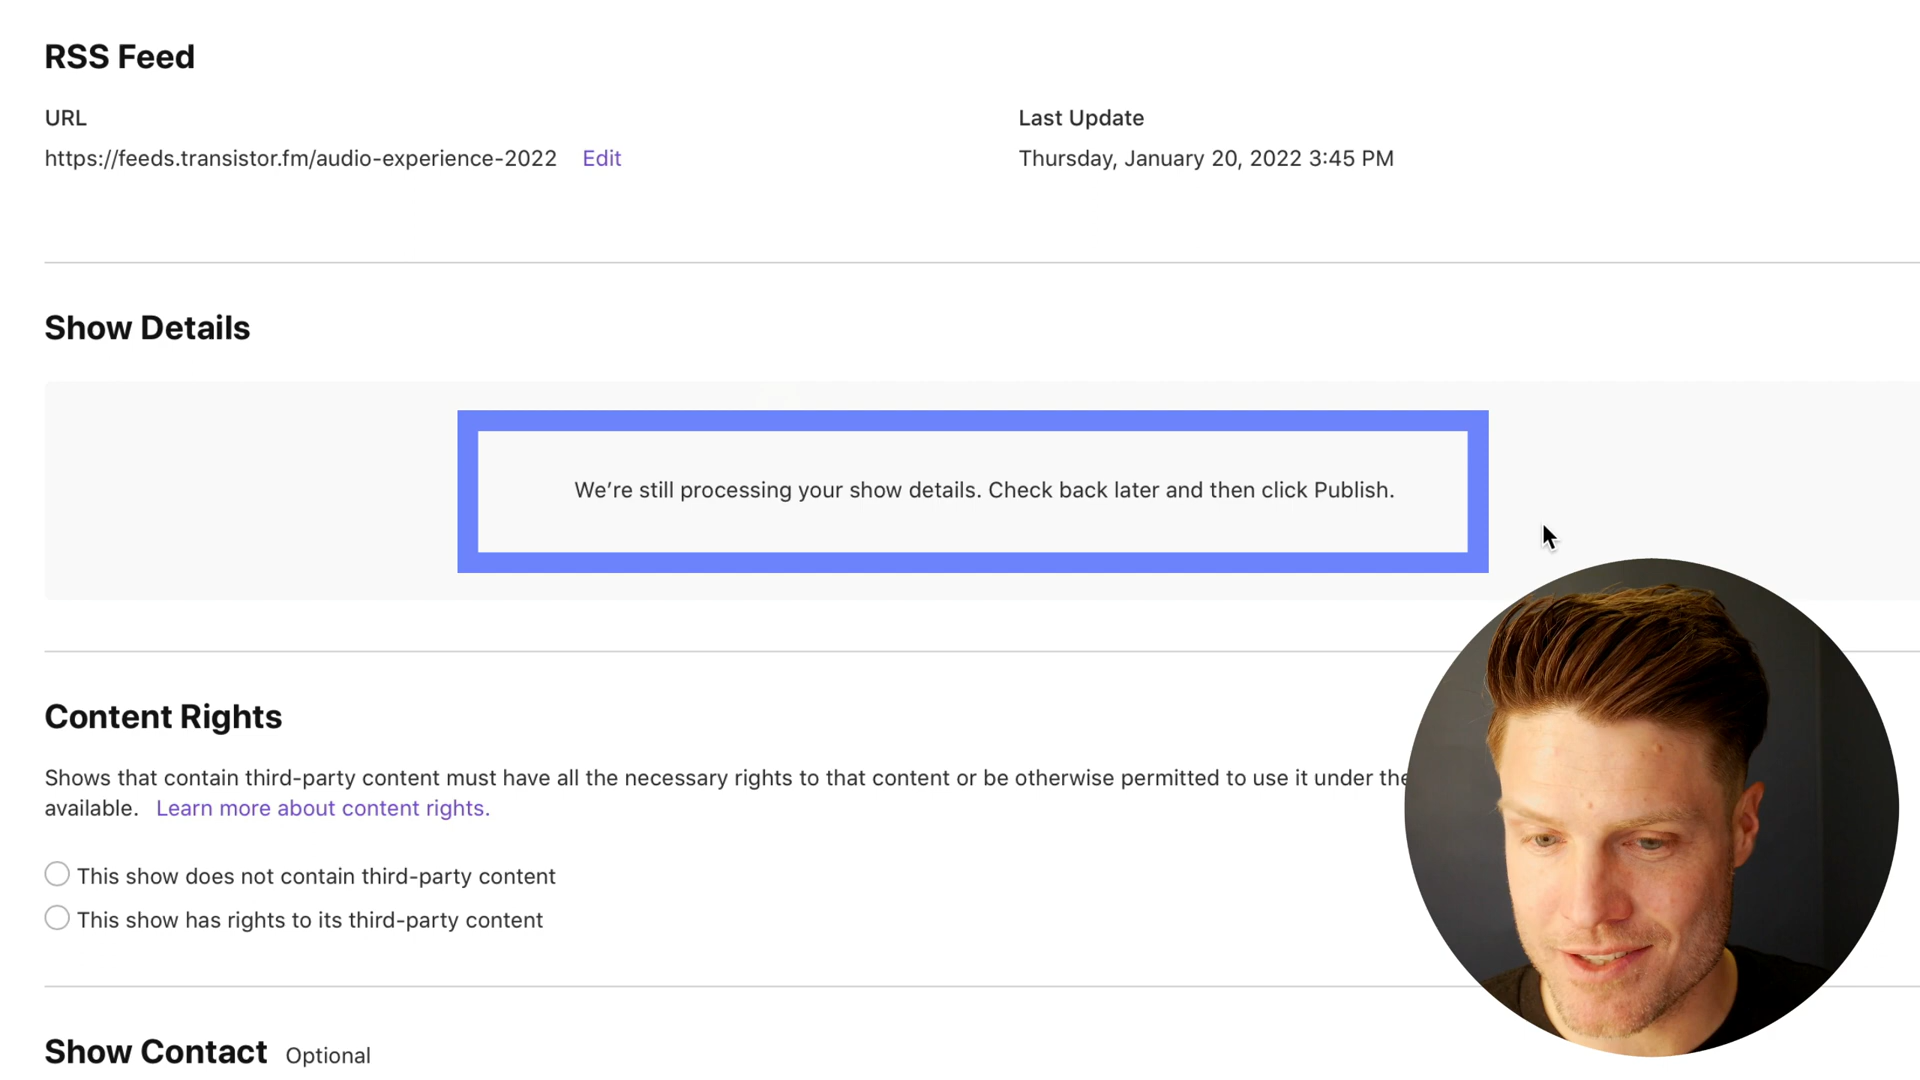 RSS Feed
URL
Last Update
https://feeds.transistor.fm/audio-experience-2022 Edit
Thursday, January 20, 2022 3:45 PM
Show Details
We’re still processing your show details. Check back later and then click Publish.
Content Rights
Shows that contain third-party content must have all the necessary rights to that content or be otherwise permitted to use it under the
available. Learn more about content rights.
This show does not contain third-party content
This show has rights to its third-party content
Show Contact Optional